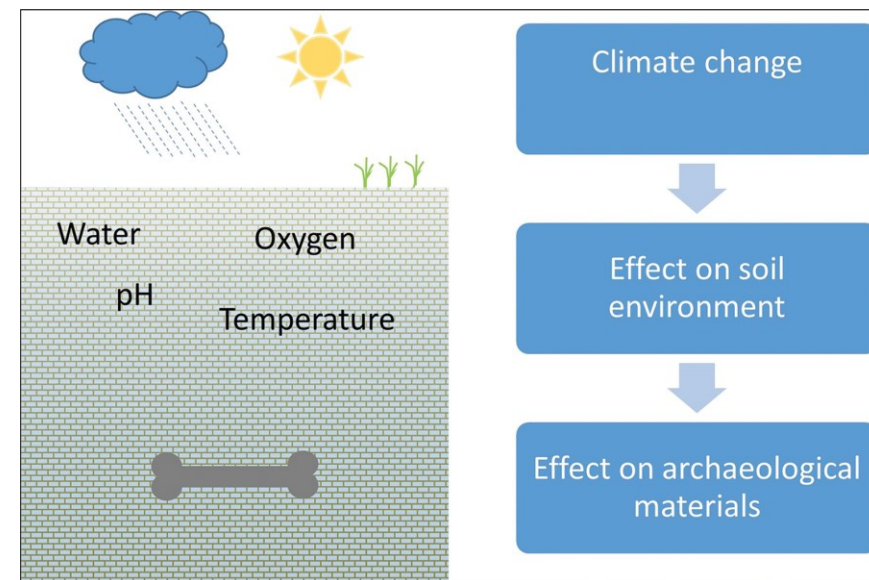 Water
Oxygen
pH
Temperature
Climate change
Effect on soil
environment
Effect on archaeological
materials